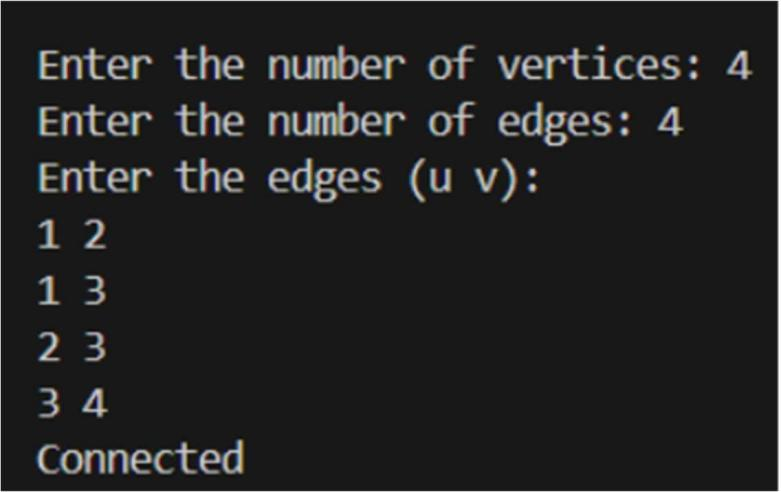 Enter the number of vertices: 4
Enter the number of edges: 4
Enter the edges (u v):
1 2
1 3
2 3
3 4
Connected